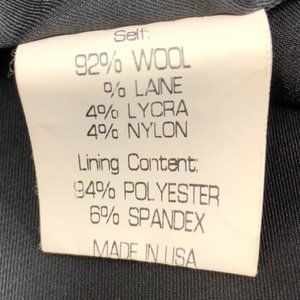 Self:
92% WOOL
% LAINE
4% LYCRA
4% NYLON
Lining Content:
94% POLYESTER
6% SPANDEX
MADE IN USA